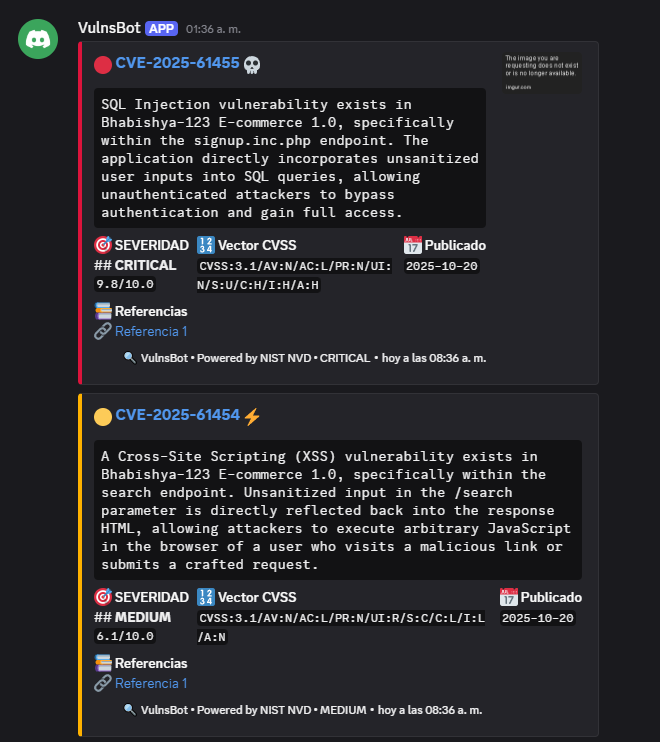 VulnsBot APP 01:36 a. m.
CVE-2025-61455
The image you are
requesting does not exist
or is no longer available.
imgur.com
SQL Injection vulnerability exists in
Bhabishya-123 E-commerce 1.0, specifically
within the signup.inc.php endpoint. The
application directly incorporates unsanitized
user inputs into SQL queries, allowing
unauthenticated attackers to bypass
authentication and gain full access.
SEVERIDAD
## CRITICAL
9.8/10.0
Vector CVSS
CVSS:3.1/AV:N/AC:L/PR:N/UI:
N/S:U/C:H/I:H/A:H
Publicado
2025-10-20
Referencias
Referencia 1
VulnsBot • Powered by NIST NVD • CRITICAL • hoy a las 08:36 a. m.
CVE-2025-61454
A Cross-Site Scripting (XSS) vulnerability exists in
Bhabishya-123 E-commerce 1.0, specifically within the
search endpoint. Unsanitized input in the /search
parameter is directly reflected back into the response
HTML, allowing attackers to execute arbitrary JavaScript
in the browser of a user who visits a malicious link or
submits a crafted request.
SEVERIDAD
## MEDIUM
6.1/10.0
Vector CVSS
CVSS:3.1/AV:N/AC:L/PR:N/UI:R/S:C/C:L/I:L
/A:N
Publicado
2025-10-20
Referencias
Referencia 1
VulnsBot • Powered by NIST NVD • MEDIUM • hoy a las 08:36 a. m.